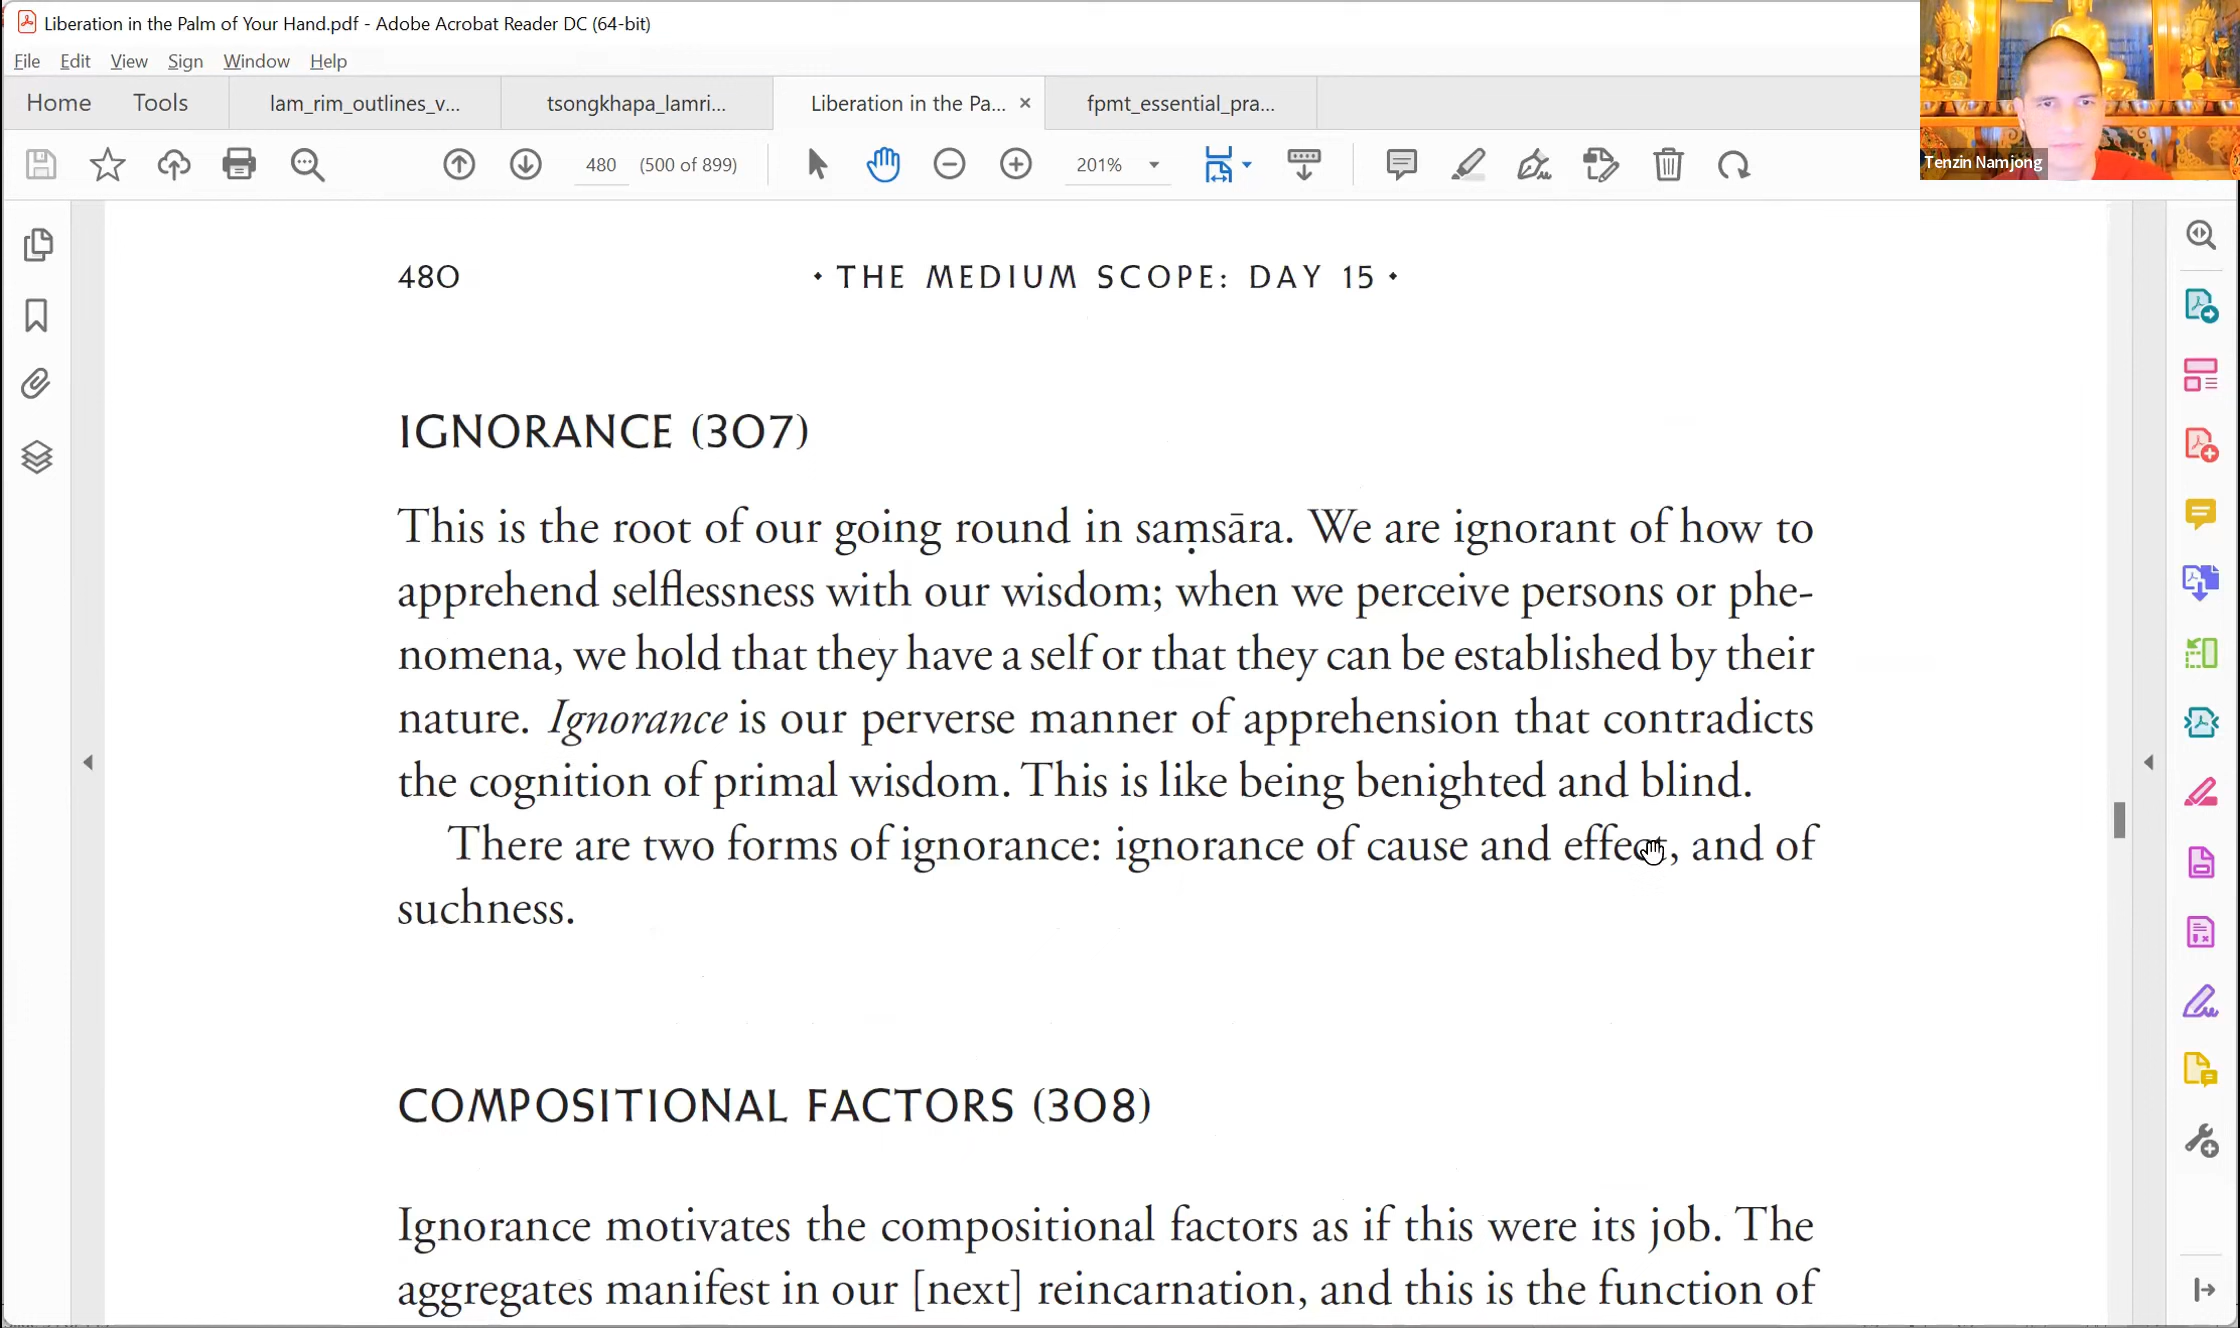 Liberation in the Palm of Your Hand.pdf - Adobe Acrobat Reader DC (64-bit)
File Edit View Sign Window Help
Home Tools lam_rim_outlines_v... tsongkhapa_lamri... Liberation in the Pa... × fpmt_essential_pra...
480 (500 of 899) 201%
Tenzin Namjong
480 • THE MEDIUM SCOPE: DAY 15 •
IGNORANCE (307)
This is the root of our going round in saṃsāra. We are ignorant of how to
apprehend selflessness with our wisdom; when we perceive persons or phe-
nomena, we hold that they have a self or that they can be established by their
nature. Ignorance is our perverse manner of apprehension that contradicts
the cognition of primal wisdom. This is like being benighted and blind.
There are two forms of ignorance: ignorance of cause and effect, and of
suchness.
COMPOSITIONAL FACTORS (308)
Ignorance motivates the compositional factors as if this were its job. The
aggregates manifest in our [next] reincarnation, and this is the function of